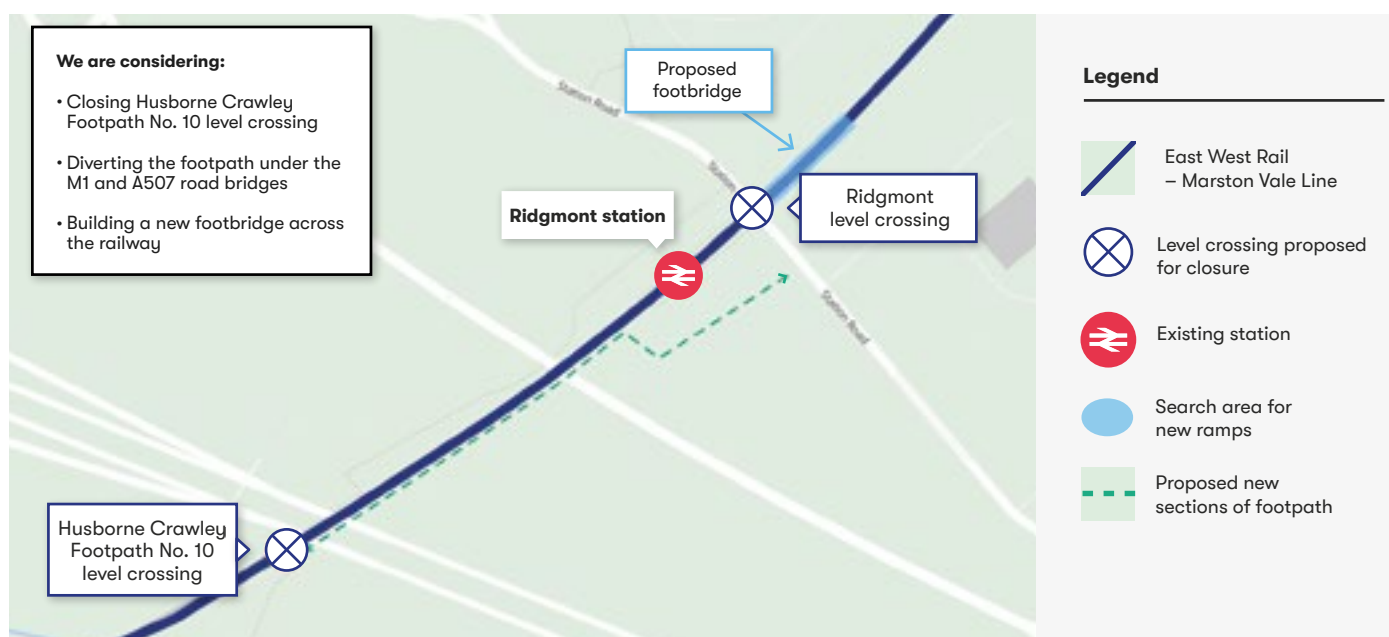 We are considering:
• Closing Husborne Crawley
Footpath No. 10 level crossing
• Diverting the footpath under the
M1 and A507 road bridges
• Building a new footbridge across
the railway
Proposed
footbridge
Station Road
Station
Ridgmont
level crossing
Ridgmont station
Station Road
Husborne Crawley
Footpath No. 10
level crossing
Legend
East West Rail
– Marston Vale Line
Level crossing proposed
for closure
Existing station
Search area for
new ramps
Proposed new
sections of footpath